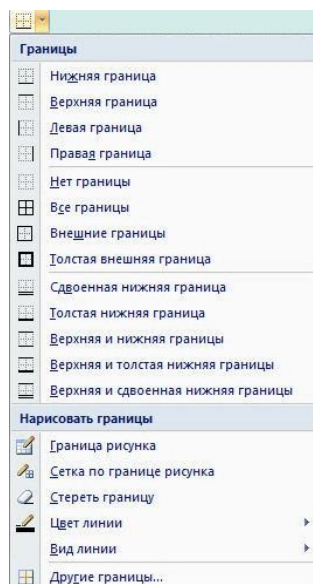 Границы
Нижняя граница
Верхняя граница
Левая граница
Правая граница
Нет границы
Все границы
Внешние границы
Толстая внешняя граница
Сдвоенная нижняя граница
Толстая нижняя граница
Верхняя и нижняя границы
Верхняя и толстая нижняя границы
Верхняя и сдвоенная нижняя границы
Нарисовать границы
Граница рисунка
Сетка по границе рисунка
Стереть границу
Цвет линии
Вид линии
Другие границы...